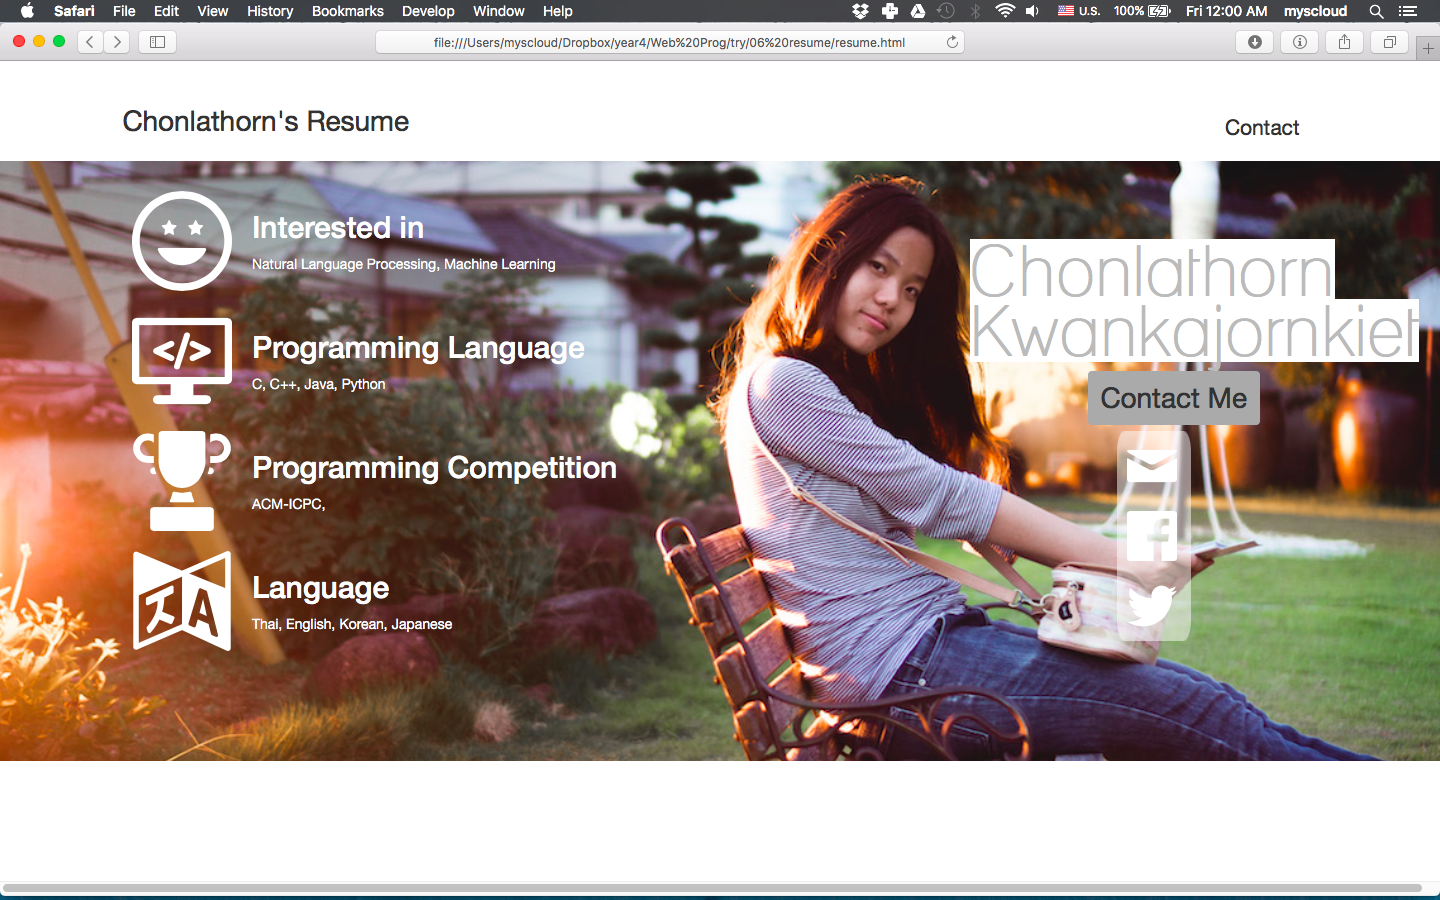 Safari File Edit View History Bookmarks Develop Window Help U.S. 100% Fri 12:00 AM myscloud
file:///Users/myscloud/Dropbox/year4/Web%20Prog/try/06%20resume/resume.html
Chonlathorn's Resume
Contact
Interested in
Natural Language Processing, Machine Learning
Programming Language
C, C++, Java, Python
Programming Competition
ACM-ICPC,
Language
Thai, English, Korean, Japanese
Chonlathorn
Kwankajornkiet
Contact Me